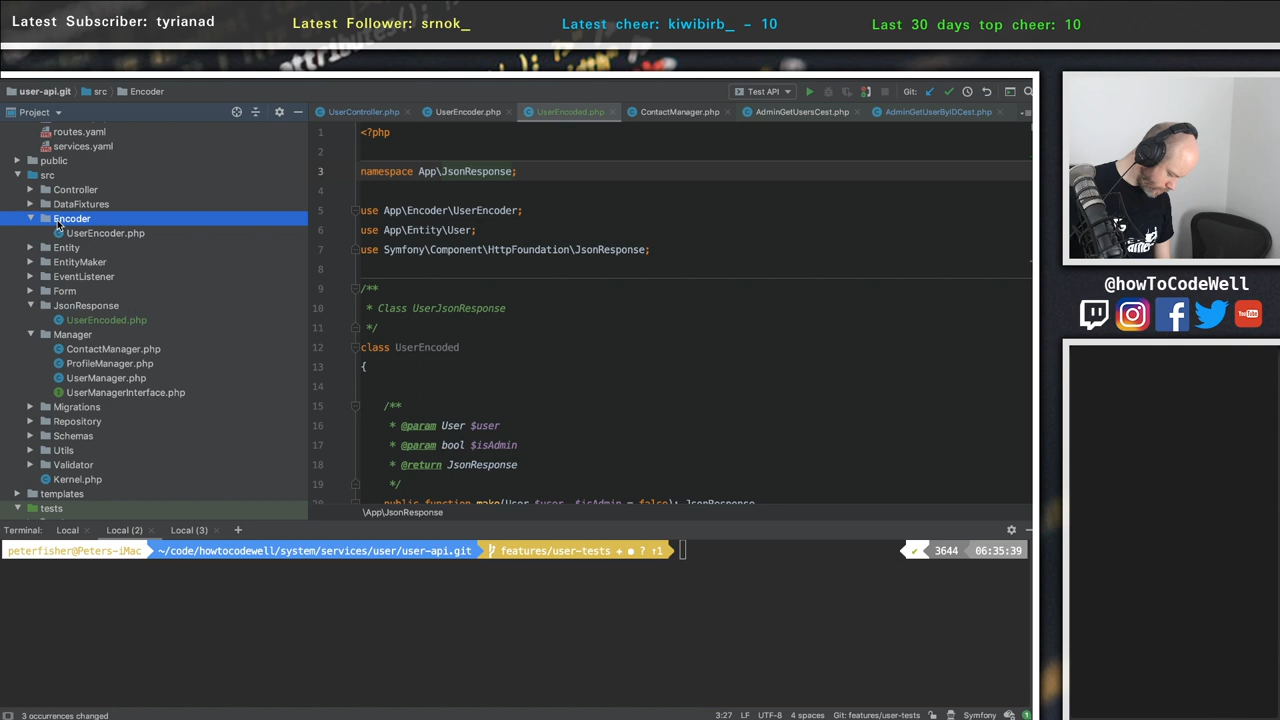 Latest Subscriber: tyrianad
Latest Follower: srnok_
Latest cheer: kiwibirb_ - 10
Last 30 days top cheer: 10
user-api.git
src
Encoder
Test API
Git:
Project
UserController.php
UserEncoder.php
UserEncoded.php
ContactManager.php
AdminGetUsersCest.php
AdminGetUserByIDCest.php
routes.yaml
services.yaml
public
src
Controller
DataFixtures
Encoder
UserEncoder.php
Entity
EntityMaker
EventListener
Form
JsonResponse
UserEncoded.php
Manager
ContactManager.php
ProfileManager.php
UserManager.php
UserManagerInterface.php
Migrations
Repository
Schemas
Utils
Validator
Kernel.php
templates
tests
1 <?php
2
3 namespace App\JsonResponse;
4
5 use App\Encoder\UserEncoder;
6 use App\Entity\User;
7 use Symfony\Component\HttpFoundation\JsonResponse;
8
9 /**
10 * Class UserJsonResponse
11 */
12 class UserEncoded
13 {
14
15 /**
16 * @param User $user
17 * @param bool $isAdmin
18 * @return JsonResponse
19 */
20 public function make(User $user, $isAdmin = false): JsonResponse
\App\JsonResponse
@howToCodeWell
Terminal: Local Local (2) Local (3) +
peterfisher@Peters-iMac ~/code/howtocodewell/system/services/user/user-api.git features/user-tests + ● ? ↑1
✔ 3644 06:35:39
3 occurrences changed
3:27 LF UTF-8 4 spaces Git: features/user-tests Symfony